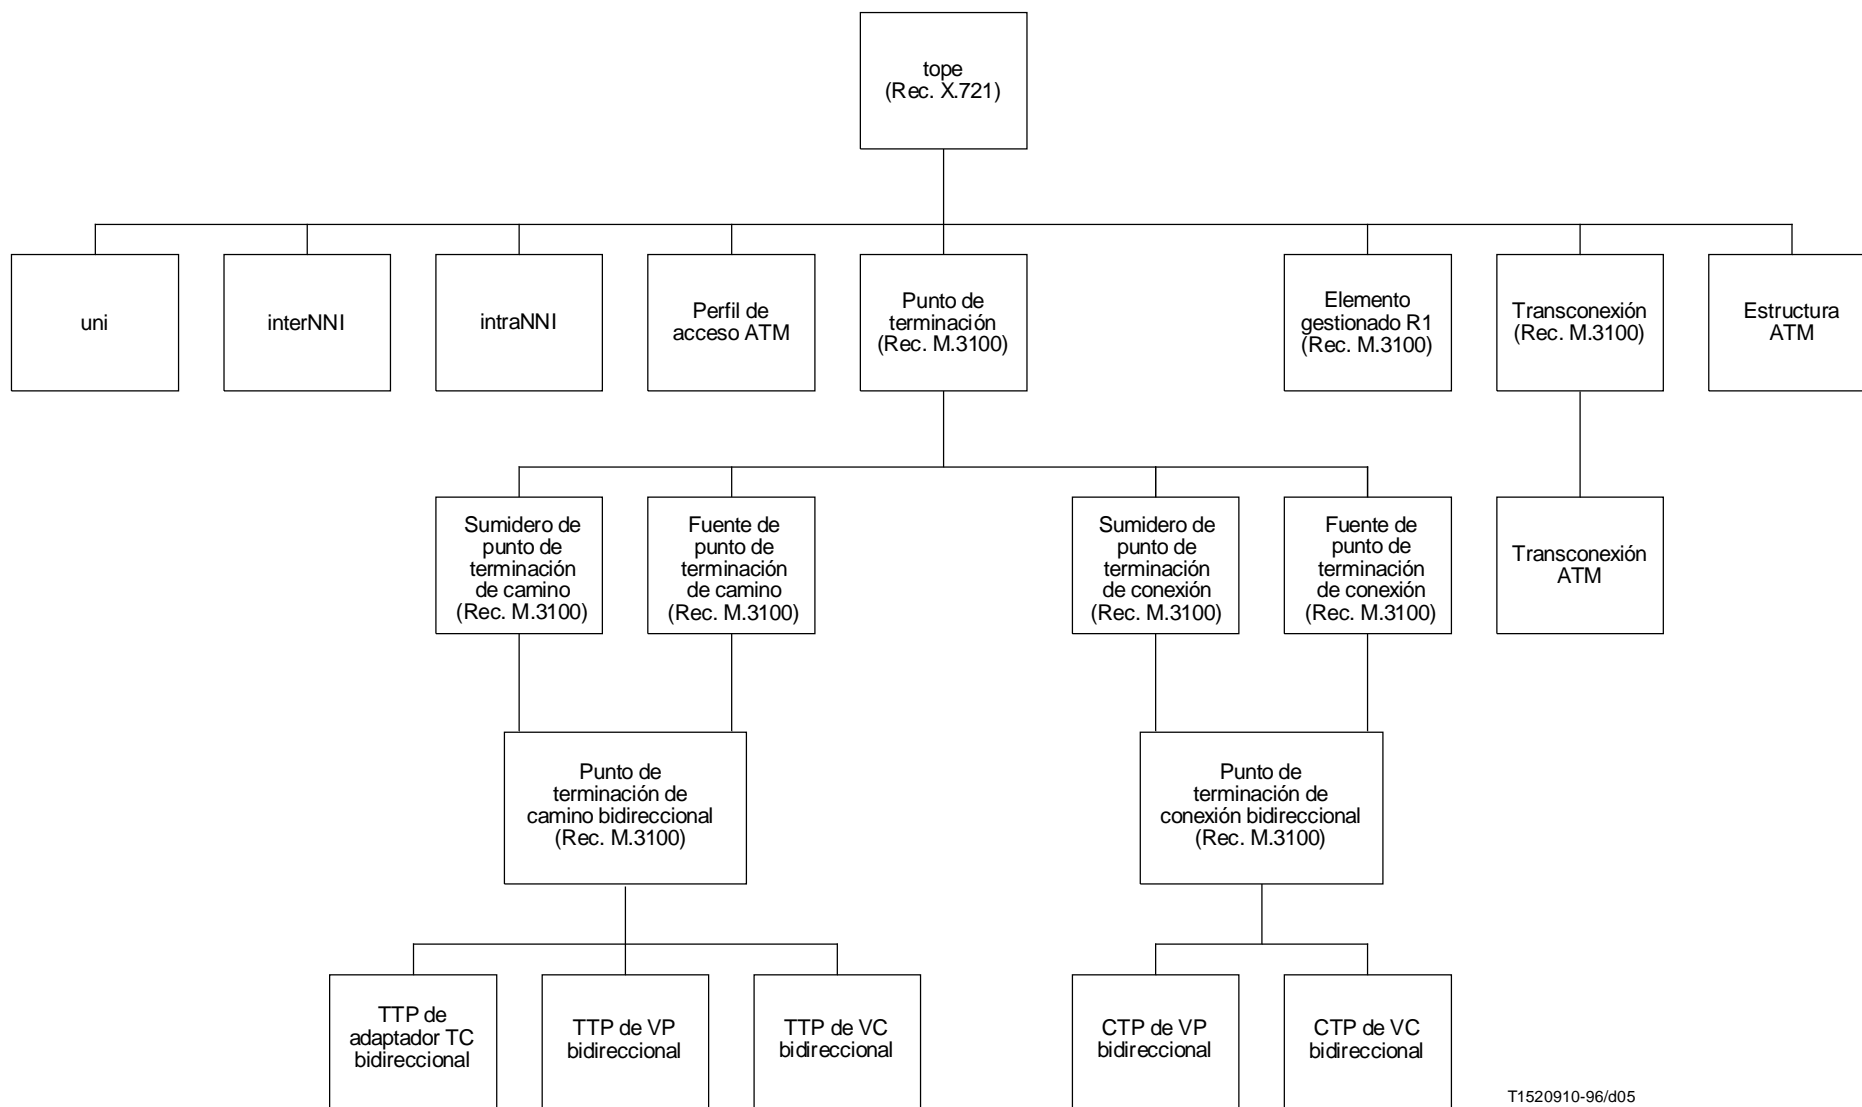 tope
(Rec. X.721)
uni
interNNI
intraNNI
Perfil de
acceso ATM
Punto de
terminación
(Rec. M.3100)
Elemento
gestionado R1
(Rec. M.3100)
Transconexión
(Rec. M.3100)
Estructura
ATM
Sumidero de
punto de
terminación
de camino
(Rec. M.3100)
Fuente de
punto de
terminación
de camino
(Rec. M.3100)
Sumidero de
punto de
terminación
de conexión
(Rec. M.3100)
Fuente de
punto de
terminación
de conexión
(Rec. M.3100)
Transconexión
ATM
Punto de
terminación de
camino bidireccional
(Rec. M.3100)
Punto de
terminación de
conexión bidireccional
(Rec. M.3100)
TTP de
adaptador TC
bidireccional
TTP de VP
bidireccional
TTP de VC
bidireccional
CTP de VP
bidireccional
CTP de VC
bidireccional
T1520910-96/d05